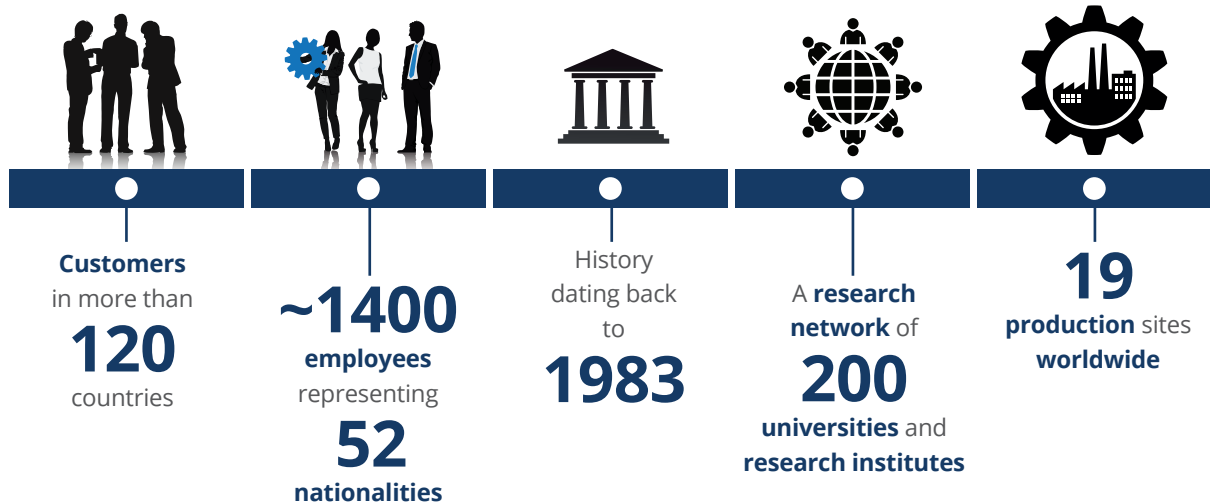 Customers
in more than
120
countries
~1400
employees
representing
52
nationalities
History
dating back
to
1983
A research
network of
200
universities and
research institutes
19
production sites
worldwide